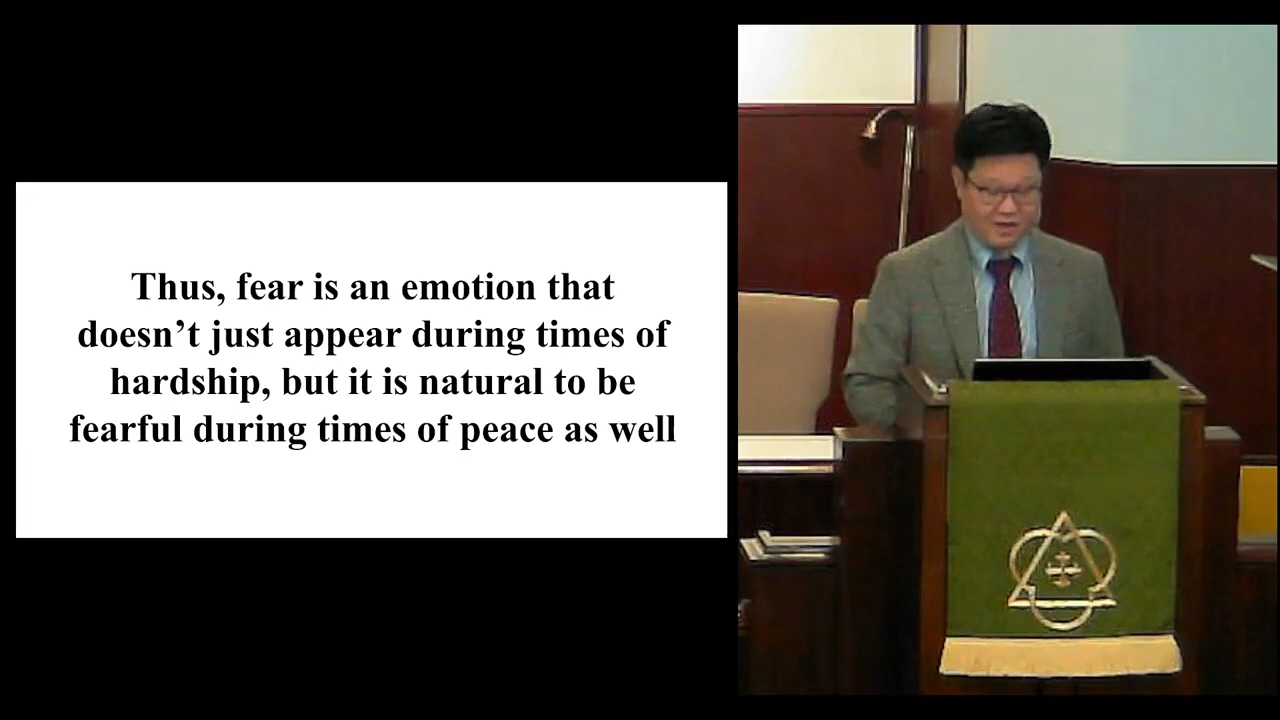 Thus, fear is an emotion that
doesn’t just appear during times of
hardship, but it is natural to be
fearful during times of peace as well